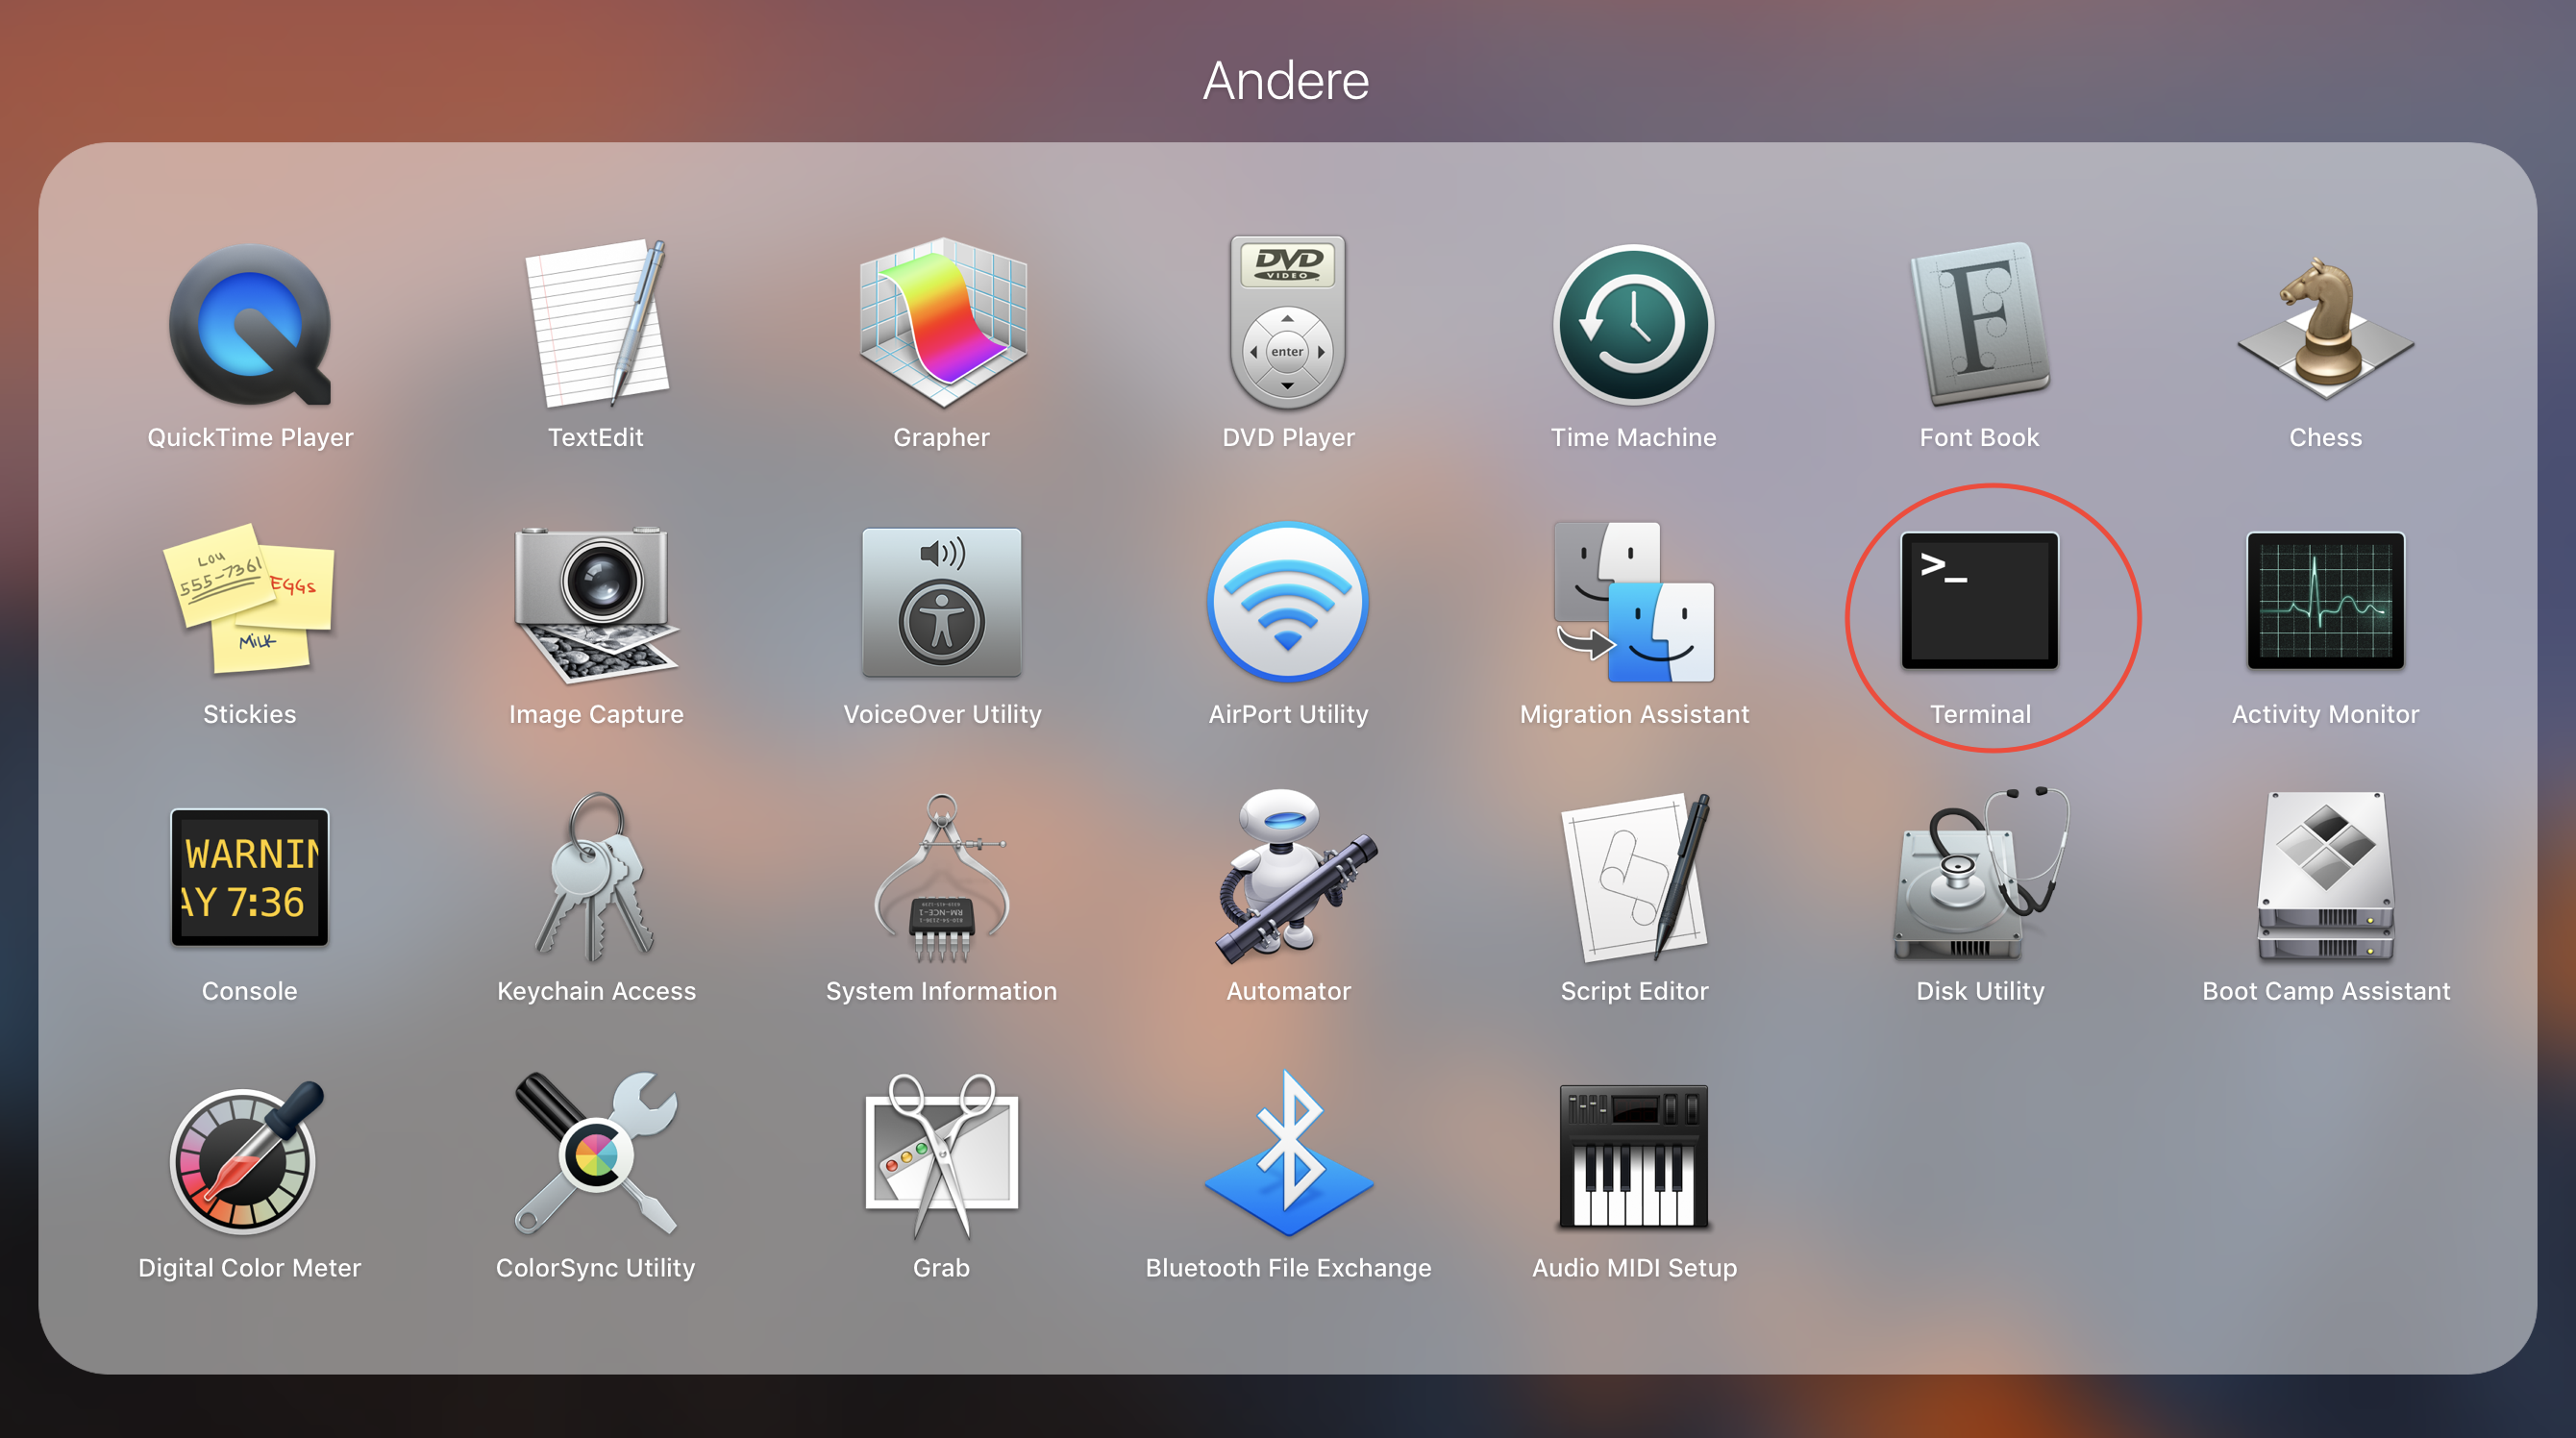 Andere
DVD
VIDEO
enter
F
QuickTime Player
TextEdit
Grapher
DVD Player
Time Machine
Font Book
Chess
Lou
555-7361
EGGs
MiLK
>_
Stickies
Image Capture
VoiceOver Utility
AirPort Utility
Migration Assistant
Terminal
Activity Monitor
WARNIN
AY 7:36
RM-NCE-1
Console
Keychain Access
System Information
Automator
Script Editor
Disk Utility
Boot Camp Assistant
Digital Color Meter
ColorSync Utility
Grab
Bluetooth File Exchange
Audio MIDI Setup